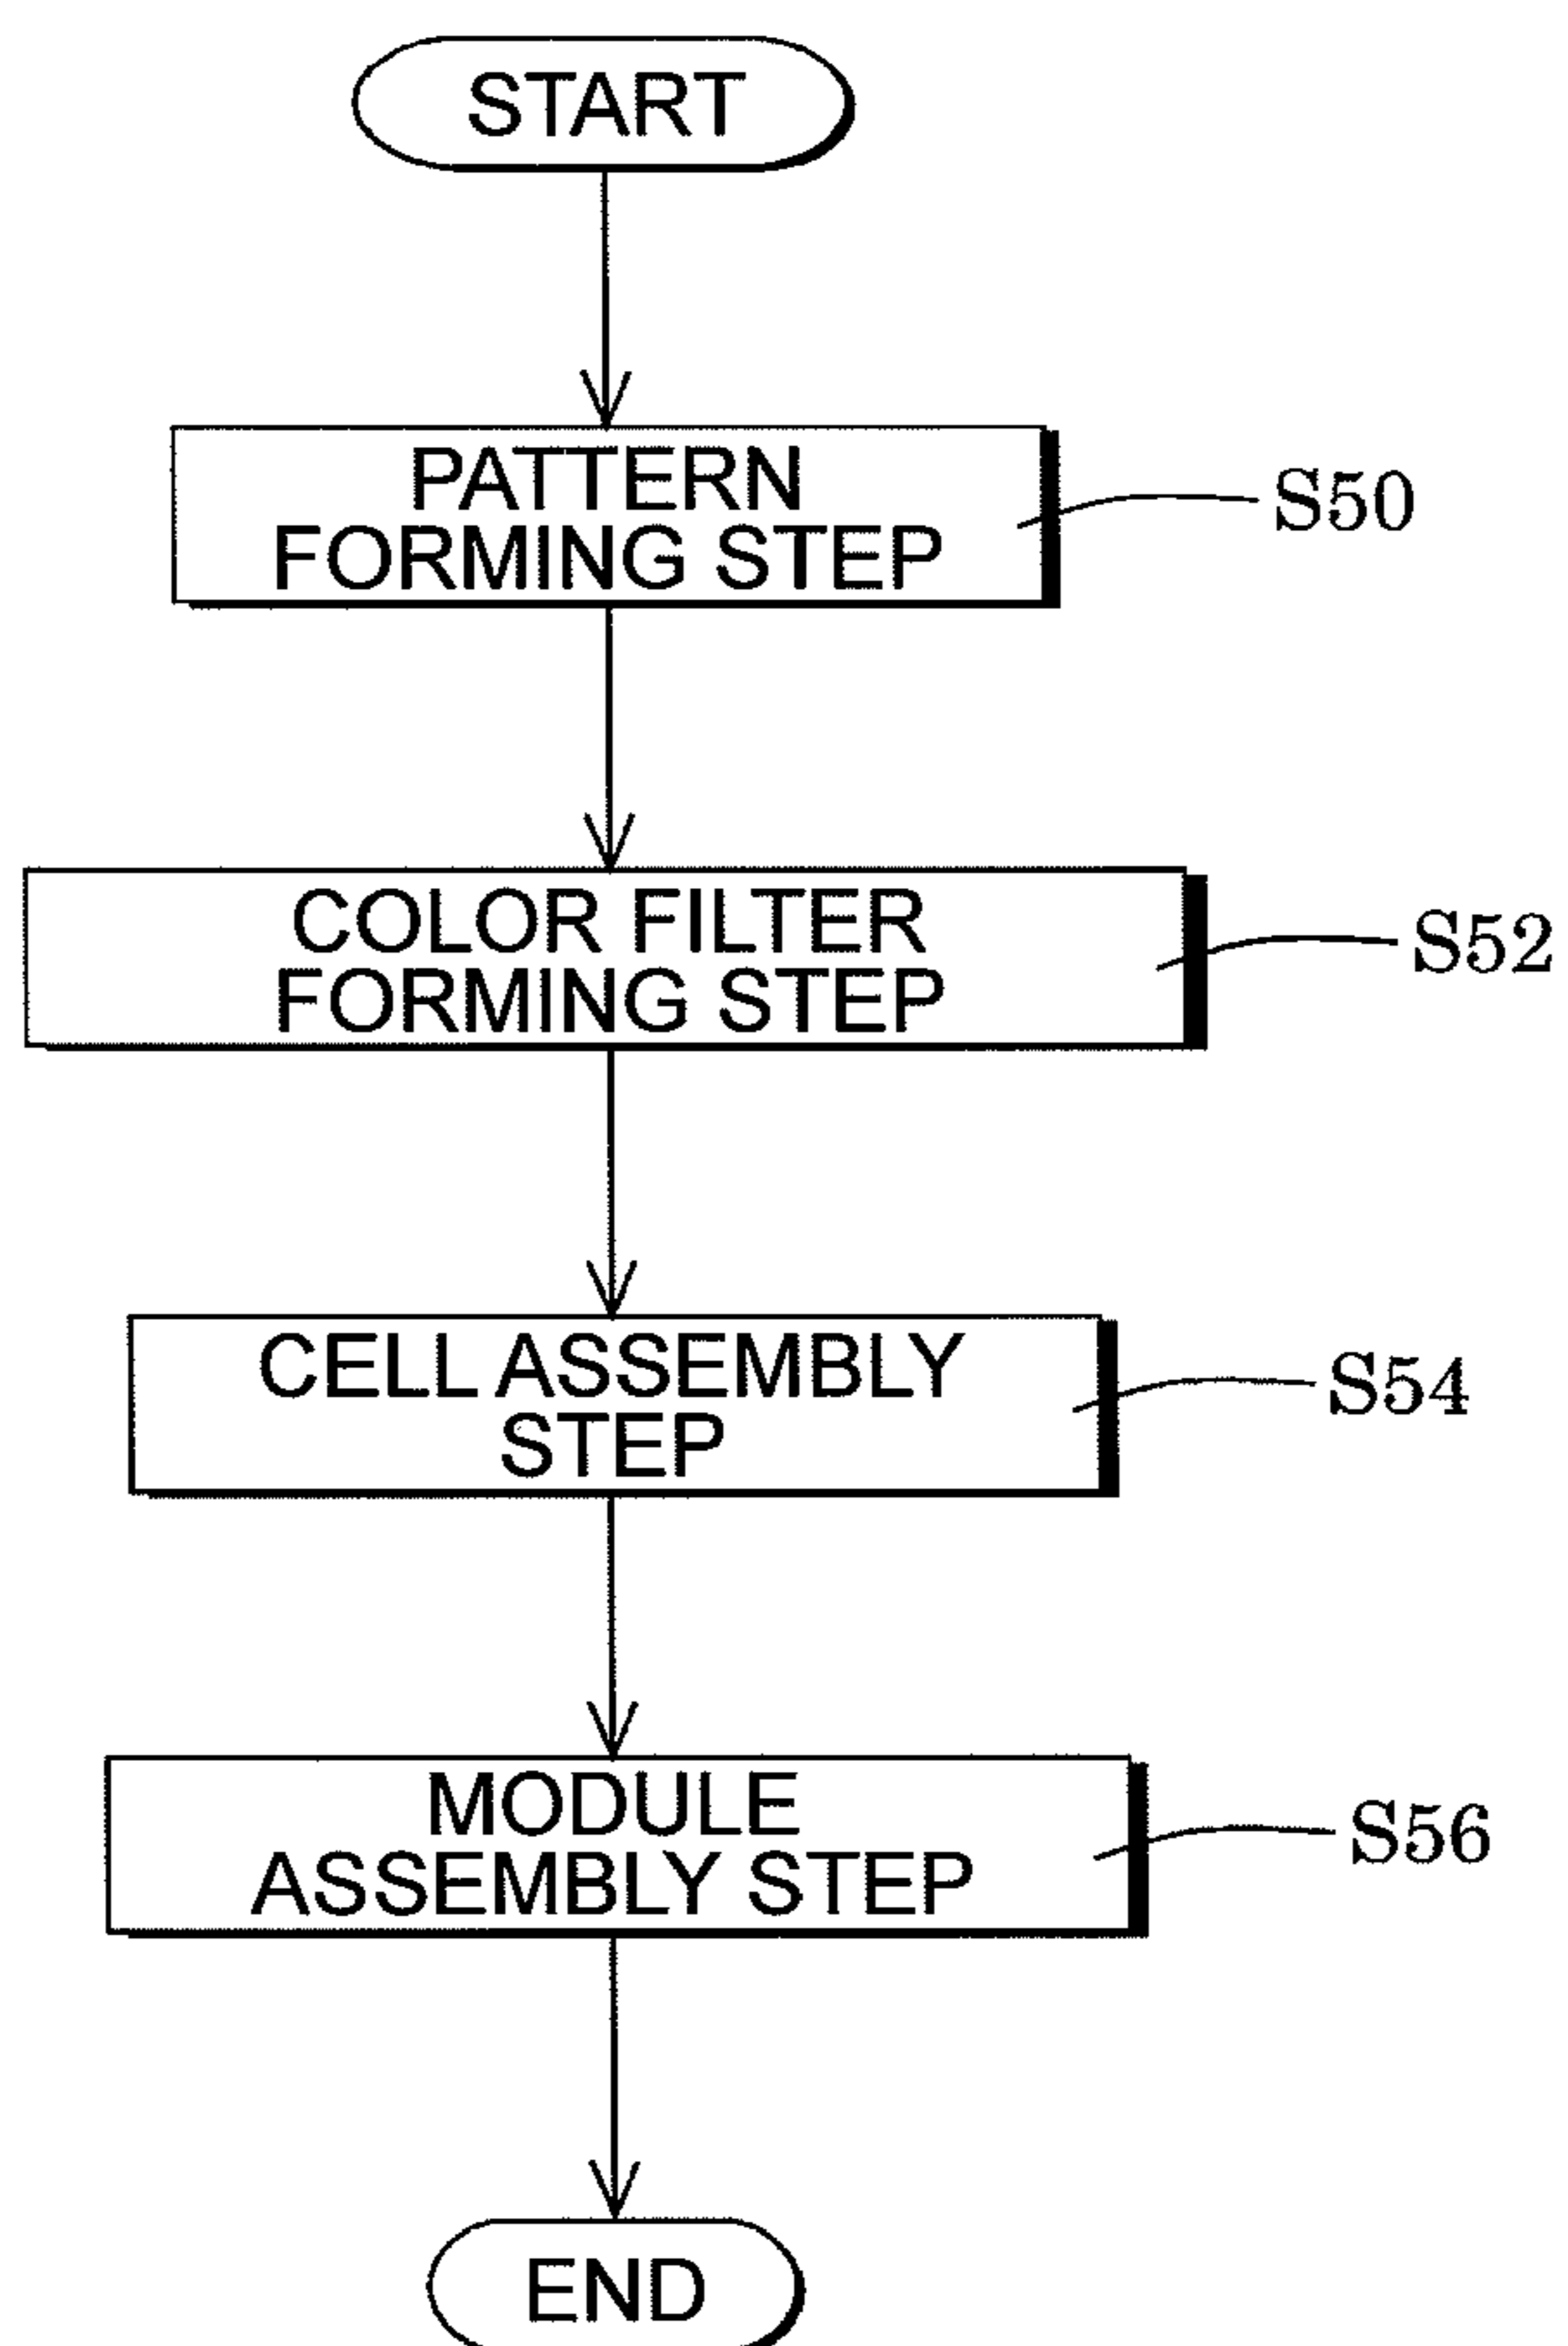 START
PATTERN
FORMING STEP
S50
COLOR FILTER
FORMING STEP
S52
CELL ASSEMBLY
STEP
S54
MODULE
ASSEMBLY STEP
S56
END